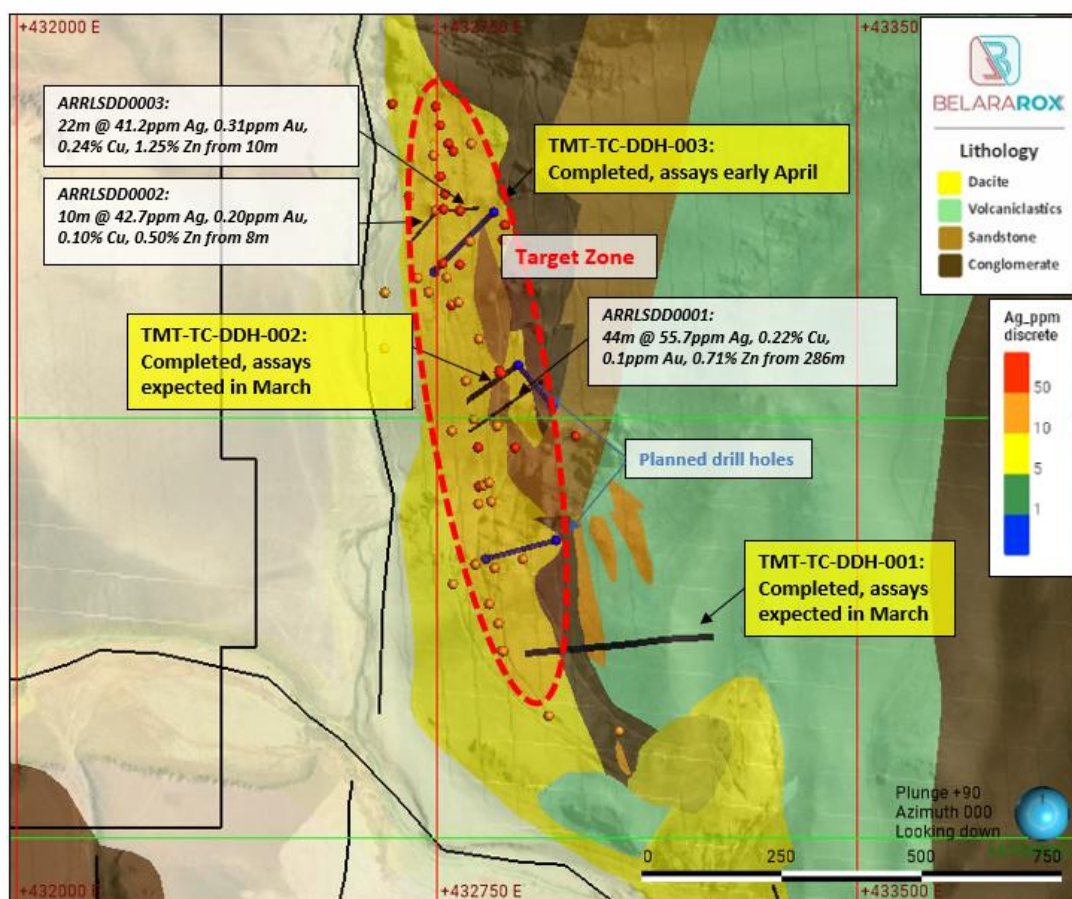 +432000 E
+432750 E
+43350
BELARAROX
Lithology
Dacite
Volcaniclastics
Sandstone
Conglomerate
Ag_ppm
discrete
50
10
5
1
ARRLSDD0003:
22m @ 41.2ppm Ag, 0.31ppm Au,
0.24% Cu, 1.25% Zn from 10m
ARRLSDD0002:
10m @ 42.7ppm Ag, 0.20ppm Au,
0.10% Cu, 0.50% Zn from 8m
TMT-TC-DDH-003:
Completed, assays early April
Target Zone
TMT-TC-DDH-002:
Completed, assays
expected in March
ARRLSDD0001:
44m @ 55.7ppm Ag, 0.22% Cu,
0.1ppm Au, 0.71% Zn from 286m
Planned drill holes
TMT-TC-DDH-001:
Completed, assays
expected in March
Plunge +90
Azimuth 000
Looking down
0 250 500 750
+432000 E
+432750 E
+433500 E